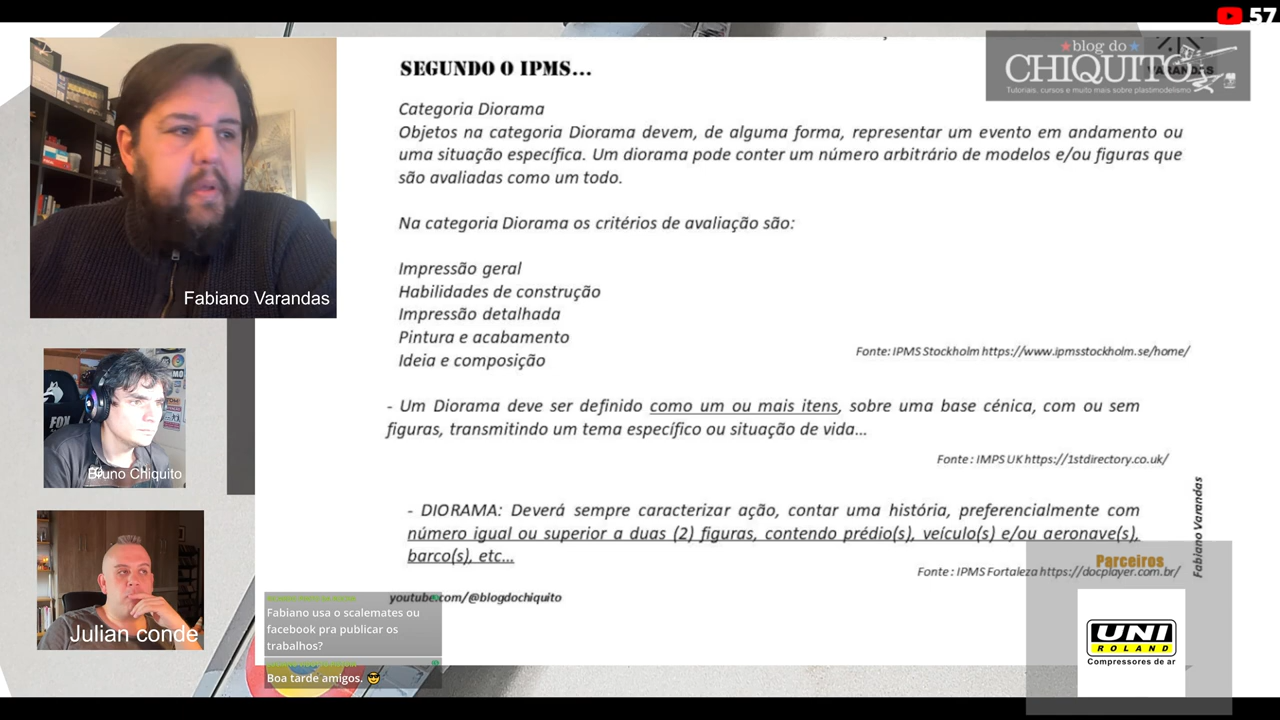 57
SEGUNDO O IPMS...
blog do
CHIQUITO
VARANDAS
Tutoriais, cursos e muito mais sobre plastimodelismo
Categoria Diorama
Objetos na categoria Diorama devem, de alguma forma, representar um evento em andamento ou
uma situação específica. Um diorama pode conter um número arbitrário de modelos e/ou figuras que
são avaliadas como um todo.
Na categoria Diorama os critérios de avaliação são:
Impressão geral
Habilidades de construção
Impressão detalhada
Pintura e acabamento
Ideia e composição
Fonte: IPMS Stockholm https://www.ipmsstockholm.se/home/
- Um Diorama deve ser definido como um ou mais itens, sobre uma base cénica, com ou sem
figuras, transmitindo um tema específico ou situação de vida...
Fonte : IMPS UK https://1stdirectory.co.uk/
- DIORAMA: Deverá sempre caracterizar ação, contar uma história, preferencialmente com
número igual ou superior a duas (2) figuras, contendo prédio(s), veículo(s) e/ou aeronave(s),
barco(s), etc...
Fonte : IPMS Fortaleza https://docplayer.com.br/
youtube.com/@blogdochiquito
Fabiano Varandas
Fabiano Varandas
FOX
Bruno Chiquito
Julian conde
Fabiano usa o scalemates ou
facebook pra publicar os
trabalhos?
Boa tarde amigos. 😎
Parceiros
UNI
ROLAND
Compressores de ar